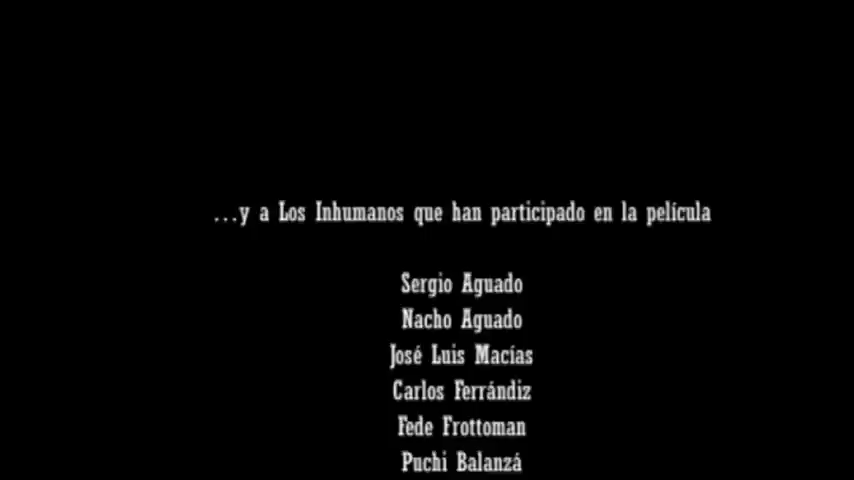 ...y a Los Inhumanos que han participado en la película
Sergio Aguado
Nacho Aguado
José Luis Macías
Carlos Ferrándiz
Fede Frottoman
Puchi Balanzá